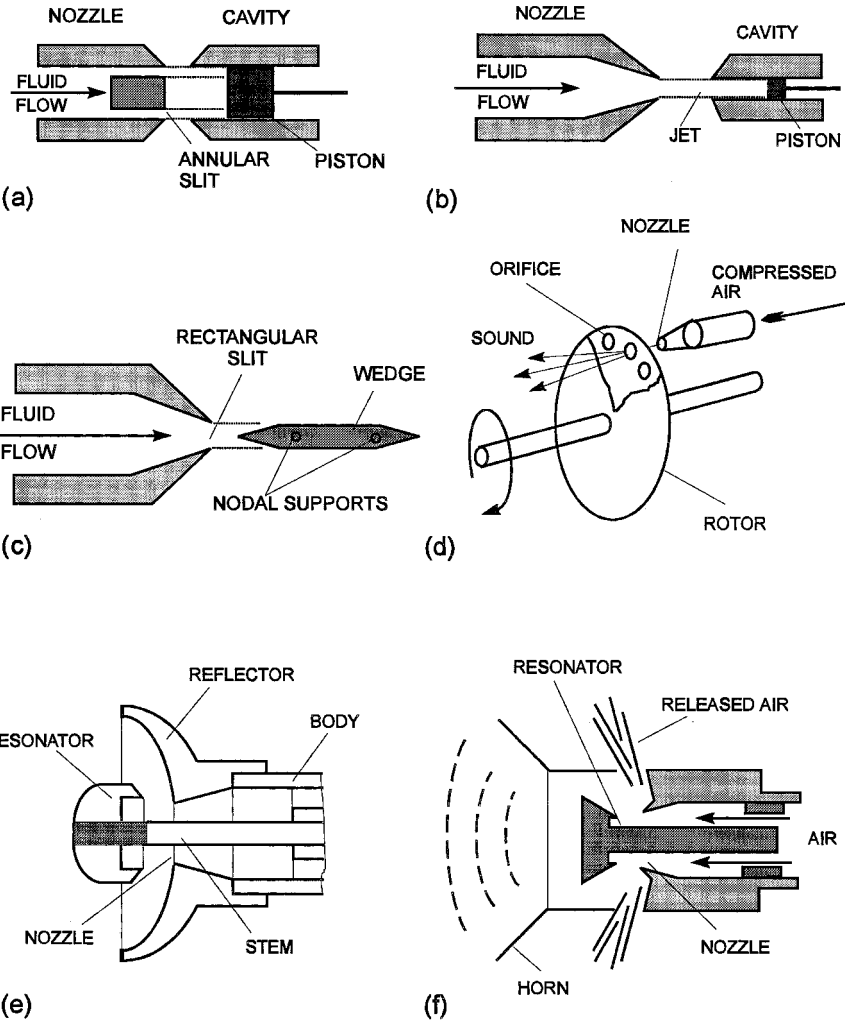 NOZZLE
CAVITY
FLUID
FLOW
ANNULAR
SLIT
PISTON
(a)
NOZZLE
CAVITY
FLUID
FLOW
JET
PISTON
(b)
RECTANGULAR
SLIT
WEDGE
FLUID
FLOW
NODAL SUPPORTS
(c)
NOZZLE
ORIFICE
COMPRESSED
AIR
SOUND
ROTOR
(d)
REFLECTOR
BODY
ESONATOR
NOZZLE
STEM
(e)
RESONATOR
RELEASED AIR
AIR
NOZZLE
HORN
(f)